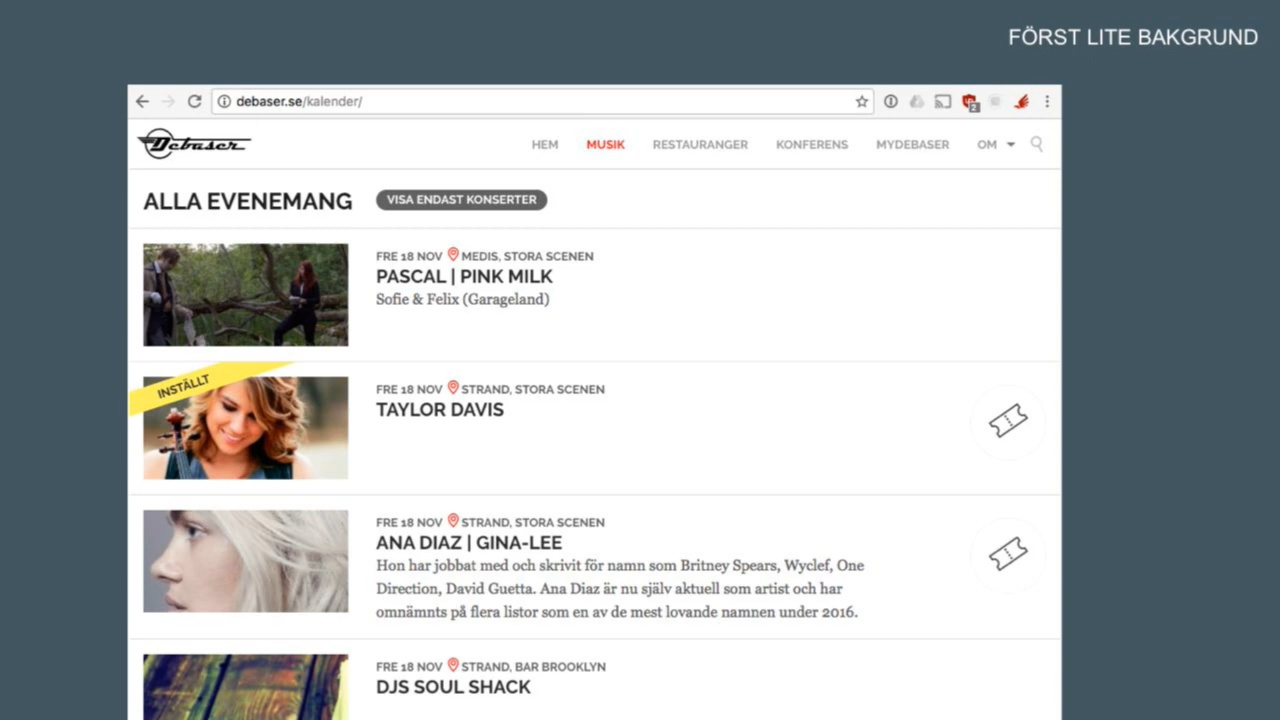 FÖRST LITE BAKGRUND
debaser.se/kalender/
2
Debaser
HEM MUSIK RESTAURANGER KONFERENS MYDEBASER OM
ALLA EVENEMANG VISA ENDAST KONSERTER
FRE 18 NOV MEDIS, STORA SCENEN
PASCAL | PINK MILK
Sofie & Felix (Garageland)
INSTÄLLT
FRE 18 NOV STRAND, STORA SCENEN
TAYLOR DAVIS
FRE 18 NOV STRAND, STORA SCENEN
ANA DIAZ | GINA-LEE
Hon har jobbat med och skrivit för namn som Britney Spears, Wyclef, One
Direction, David Guetta. Ana Diaz är nu själv aktuell som artist och har
omnämnts på flera listor som en av de mest lovande namnen under 2016.
FRE 18 NOV STRAND, BAR BROOKLYN
DJS SOUL SHACK